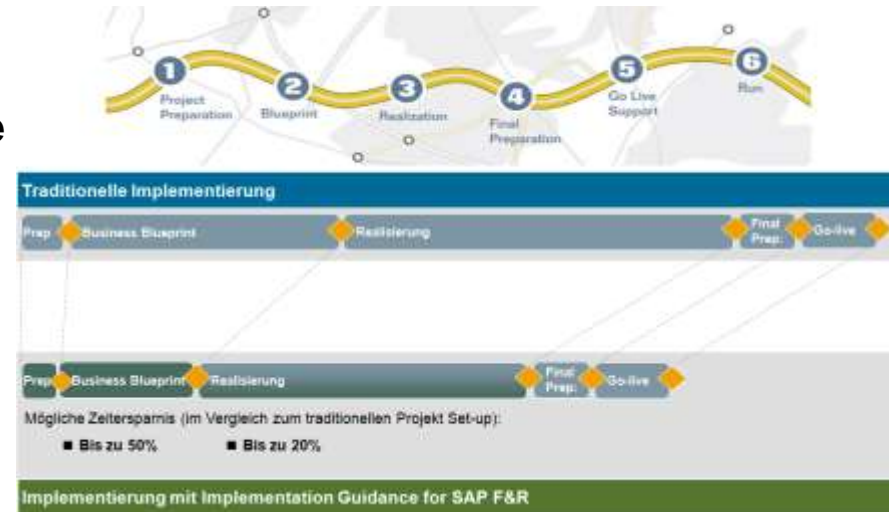 1
2
3
4
5
6
Project
Preparation
Blueprint
Realization
Final
Preparation
Go Live
Support
Run
e
Traditionelle Implementierung
Prep
Business Blueprint
Realisierung
Final
Prep.
Go-live
Prep
Business Blueprint
Realisierung
Final
Prep.
Go-live
Mögliche Zeitersparnis (im Vergleich zum traditionellen Projekt Set-up):
■ Bis zu 50% ■ Bis zu 20%
Implementierung mit Implementation Guidance for SAP F&R